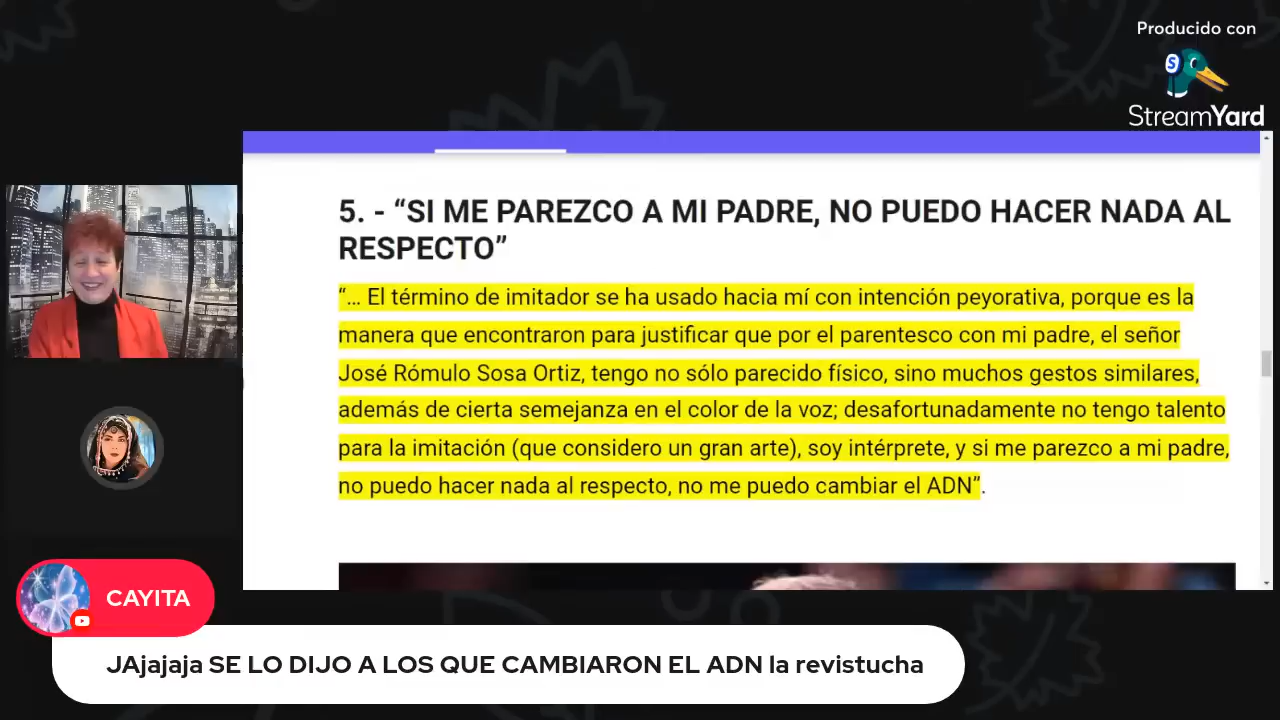 Producido con
StreamYard
5. - “SI ME PAREZCO A MI PADRE, NO PUEDO HACER NADA AL
RESPECTO”
“… El término de imitador se ha usado hacia mí con intención peyorativa, porque es la
manera que encontraron para justificar que por el parentesco con mi padre, el señor
José Rómulo Sosa Ortiz, tengo no sólo parecido físico, sino muchos gestos similares,
además de cierta semejanza en el color de la voz; desafortunadamente no tengo talento
para la imitación (que considero un gran arte), soy intérprete, y si me parezco a mi padre,
no puedo hacer nada al respecto, no me puedo cambiar el ADN”.
CAYITA
JAjajaja SE LO DIJO A LOS QUE CAMBIARON EL ADN la revistucha